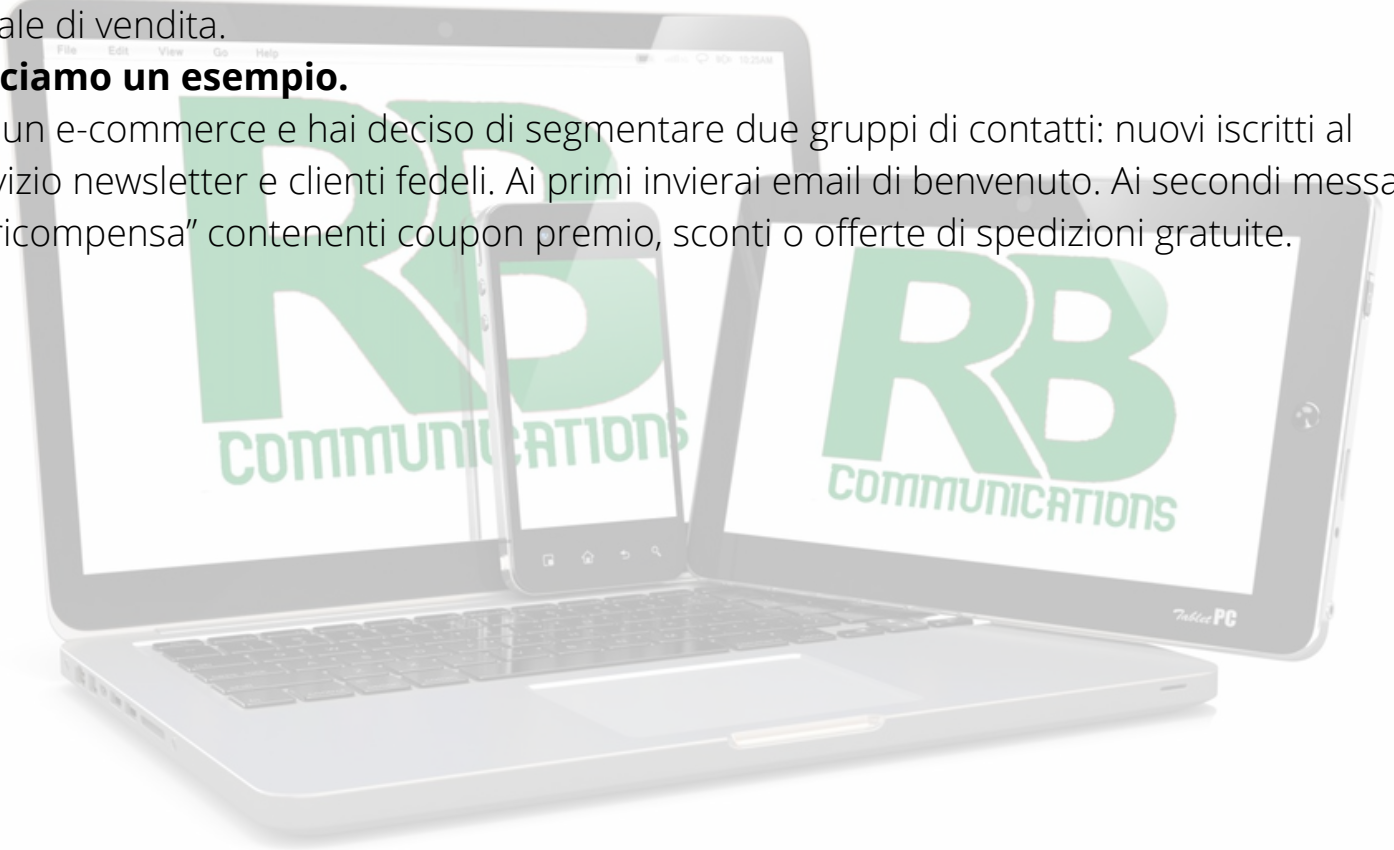 ale di vendita.
ciamo un esempio.
un e-commerce e hai deciso di segmentare due gruppi di contatti: nuovi iscritti al
vizio newsletter e clienti fedeli. Ai primi invierai email di benvenuto. Ai secondi messa
ricompensa” contenenti coupon premio, sconti o offerte di spedizioni gratuite.
File Edit View Go Help
10:25AM
RB
COMMUNICATIONS
RB
COMMUNICATIONS
Tablet PC